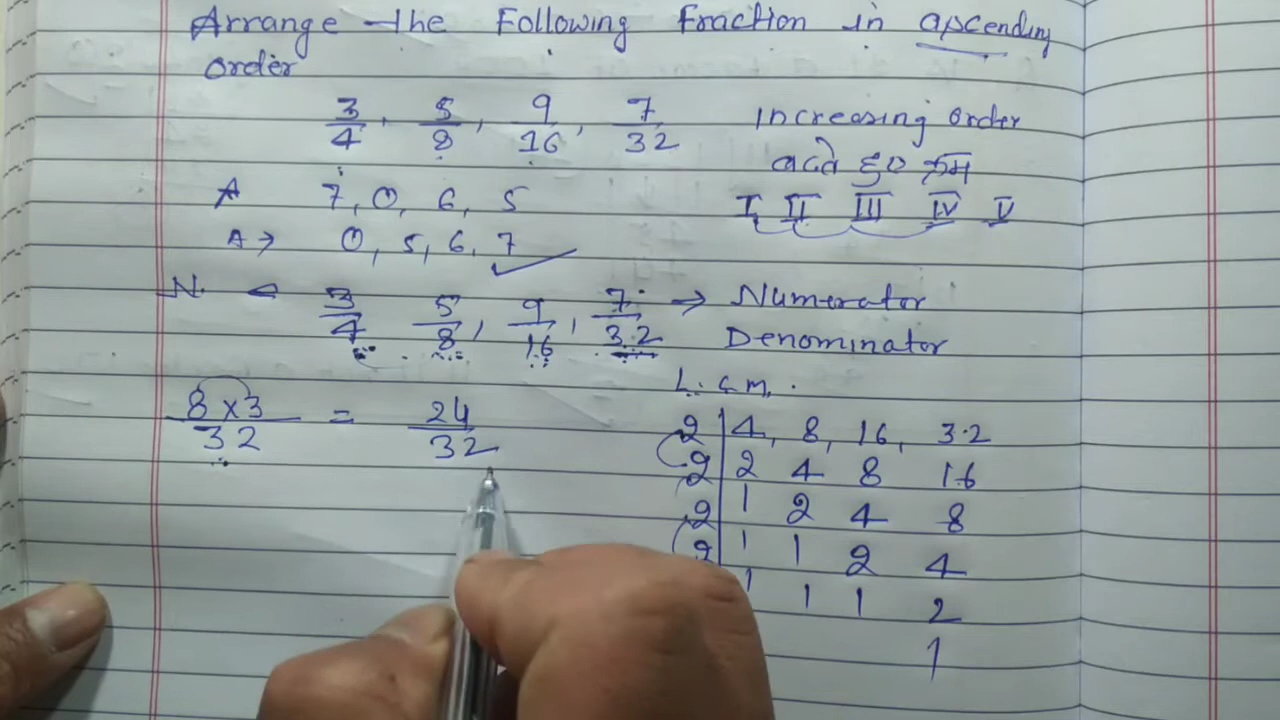 Arrange the Following Fraction in ascending
order
3/4, 5/8, 9/16, 7/32 Increasing order
बढते हुए क्रम
A 7, 0, 6, 5 I II III IV V
A → 0, 5, 6, 7
N. ← 3/4 5/8, 9/16, 7/32 → Numerator
Denominator
L.C.M.
8x3/32 = 24/32
2 | 4, 8, 16, 32
2 | 2 4 8 16
2 | 1 2 4 8
2 | 1 1 2 4
1 1 1 2
1